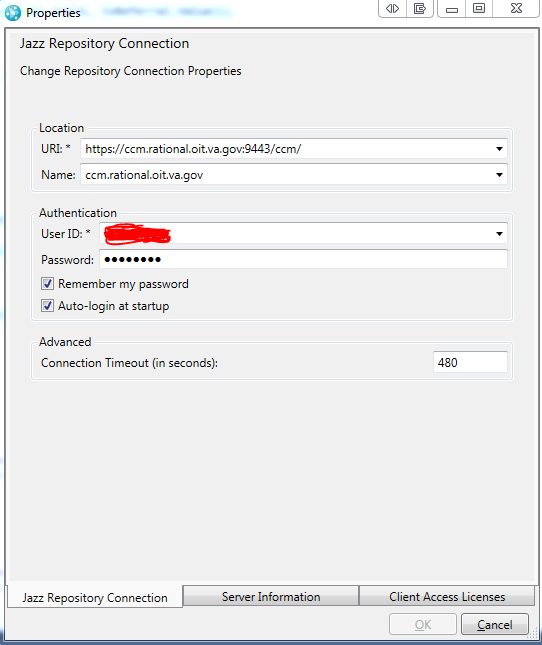 Properties
Jazz Repository Connection
Change Repository Connection Properties
Location
URI: * https://ccm.rational.oit.va.gov:9443/ccm/
Name: ccm.rational.oit.va.gov
Authentication
User ID: *
Password: ●●●●●●●●
Remember my password
Auto-login at startup
Advanced
Connection Timeout (in seconds): 480
Jazz Repository Connection Server Information Client Access Licenses
OK Cancel